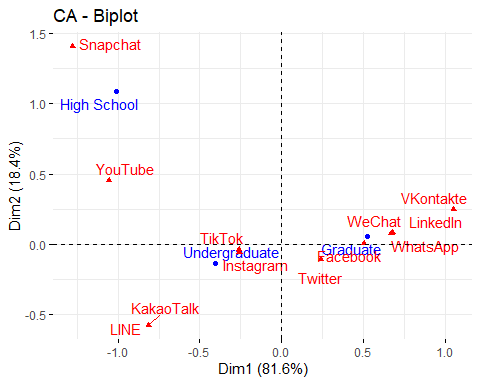 CA - Biplot
1.5
Snapchat
1.0
High School
YouTube
0.5
VKontakte
WeChat
LinkedIn
TikTok
WhatsApp
0.0
Undergraduate
Graduate
Facebook
Instagram
Twitter
KakaoTalk
-0.5
LINE
-1.0
-0.5
0.0
0.5
1.0
Dim1 (81.6%)
Dim2 (18.4%)